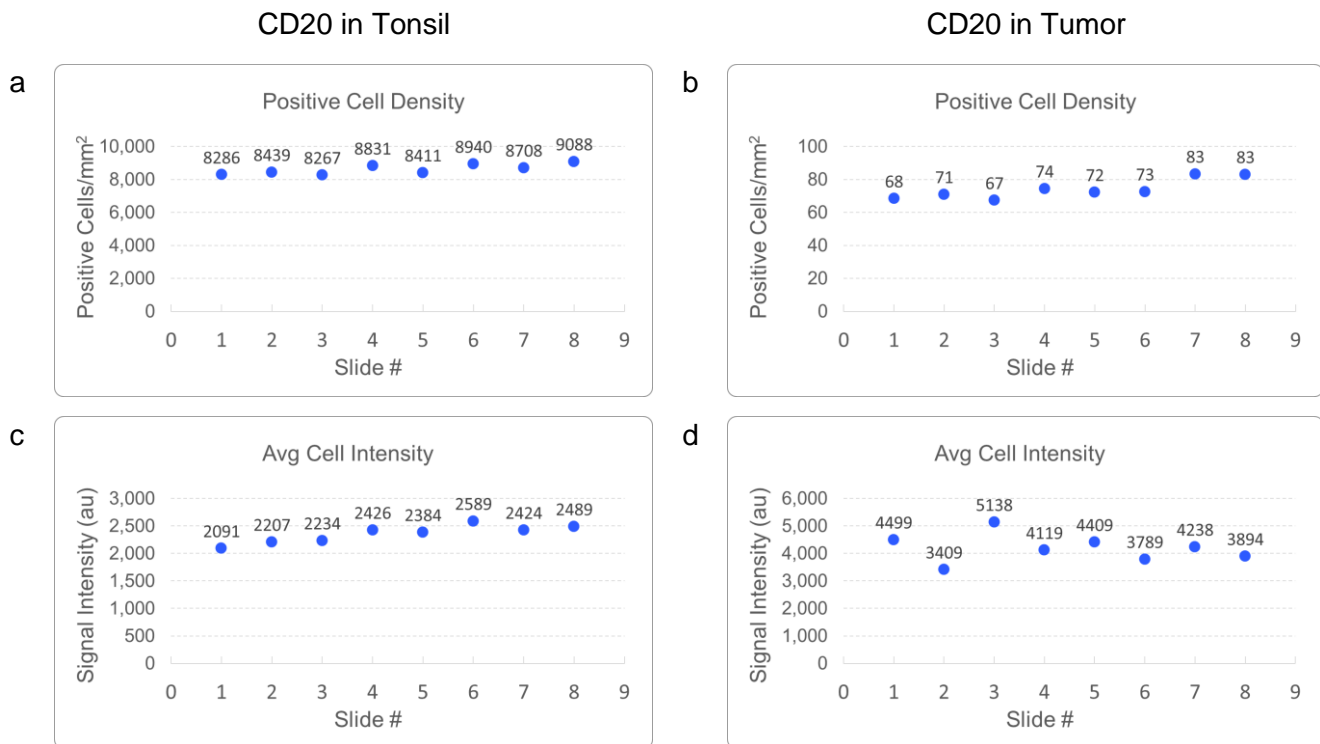 CD20 in Tonsil
CD20 in Tumor
a
Positive Cell Density
Positive Cells/mm²
10,000
8,000
6,000
4,000
2,000
0
8286 8439 8267 8831 8411 8940 8708 9088
0 1 2 3 4 5 6 7 8 9
Slide #
b
Positive Cell Density
Positive Cells/mm²
100
80
60
40
20
0
68 71 67 74 72 73 83 83
0 1 2 3 4 5 6 7 8 9
Slide #
c
Avg Cell Intensity
Signal Intensity (au)
3,000
2,500
2,000
1,500
1,000
500
0
2091 2207 2234 2426 2384 2589 2424 2489
0 1 2 3 4 5 6 7 8 9
Slide #
d
Avg Cell Intensity
Signal Intensity (au)
6,000
5,000
4,000
3,000
2,000
1,000
0
4499 3409 5138 4119 4409 3789 4238 3894
0 1 2 3 4 5 6 7 8 9
Slide #